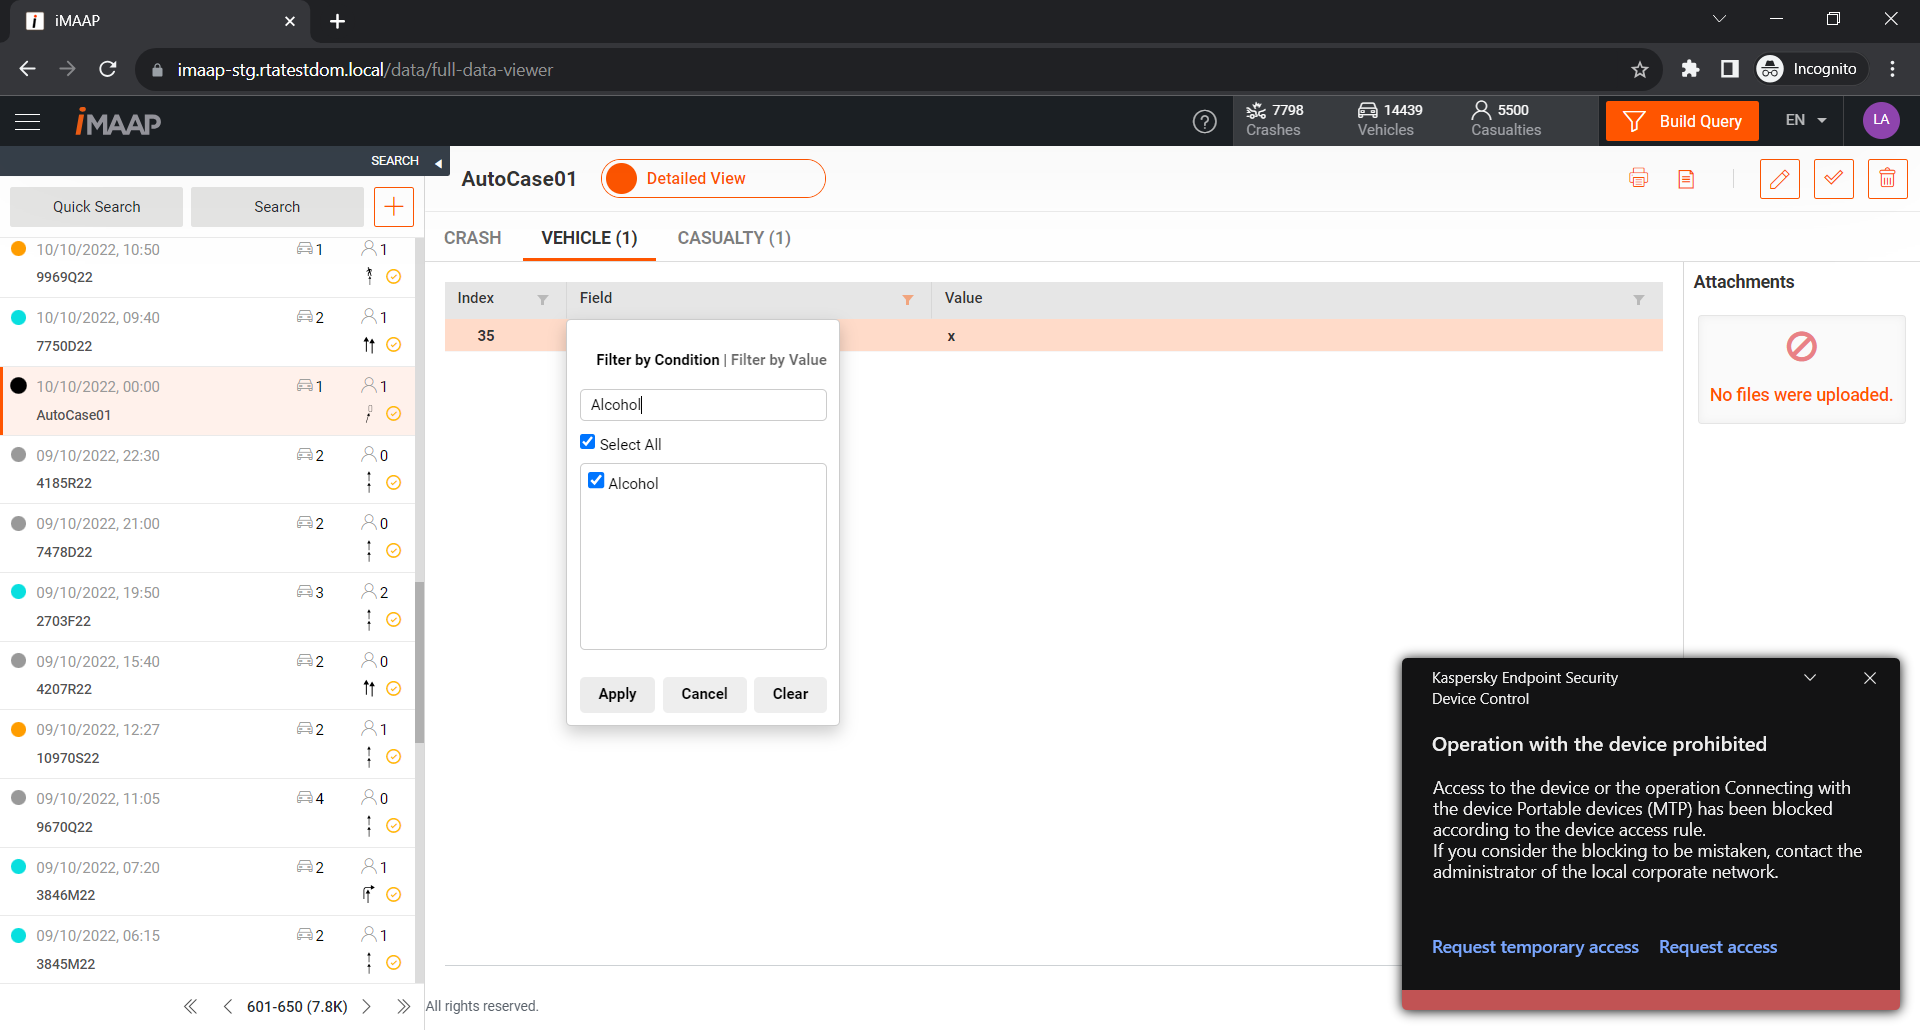 iMAAP
imaap-stg.rtatestdom.local/data/full-data-viewer
Incognito
iMAAP
7798
Crashes
14439
Vehicles
5500
Casualties
Build Query
EN
LA
SEARCH
Quick Search
Search
10/10/2022, 10:50 1 1
9969Q22
10/10/2022, 09:40 2 1
7750D22
10/10/2022, 00:00 1 1
AutoCase01
09/10/2022, 22:30 2 0
4185R22
09/10/2022, 21:00 2 0
7478D22
09/10/2022, 19:50 3 2
2703F22
09/10/2022, 15:40 2 0
4207R22
09/10/2022, 12:27 2 1
10970S22
09/10/2022, 11:05 4 0
9670Q22
09/10/2022, 07:20 2 1
3846M22
09/10/2022, 06:15 2 1
3845M22
601-650 (7.8K)
AutoCase01
Detailed View
CRASH
VEHICLE (1)
CASUALTY (1)
Index Field Value
35 x
Filter by Condition | Filter by Value
Alcohol
Select All
Alcohol
Apply Cancel Clear
Attachments
No files were uploaded.
All rights reserved.
Kaspersky Endpoint Security
Device Control
Operation with the device prohibited
Access to the device or the operation Connecting with
the device Portable devices (MTP) has been blocked
according to the device access rule.
If you consider the blocking to be mistaken, contact the
administrator of the local corporate network.
Request temporary access Request access